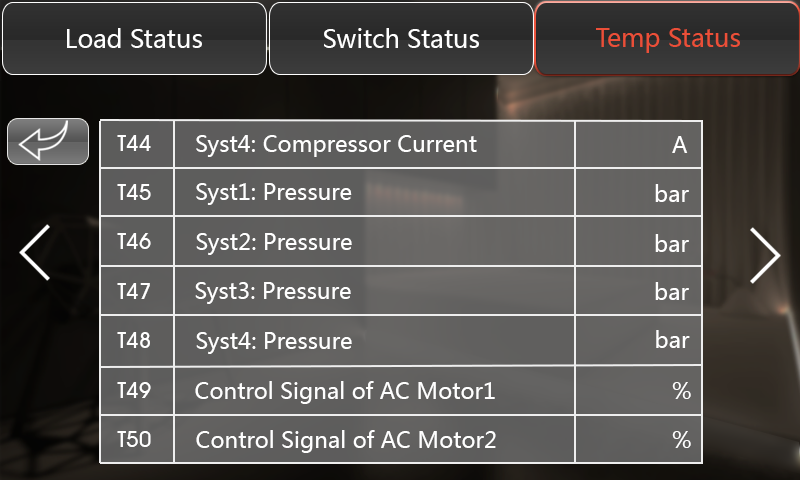 Load Status Switch Status Temp Status
T44 Syst4: Compressor Current A
T45 Syst1: Pressure bar
T46 Syst2: Pressure bar
T47 Syst3: Pressure bar
T48 Syst4: Pressure bar
T49 Control Signal of AC Motor1 %
T50 Control Signal of AC Motor2 %